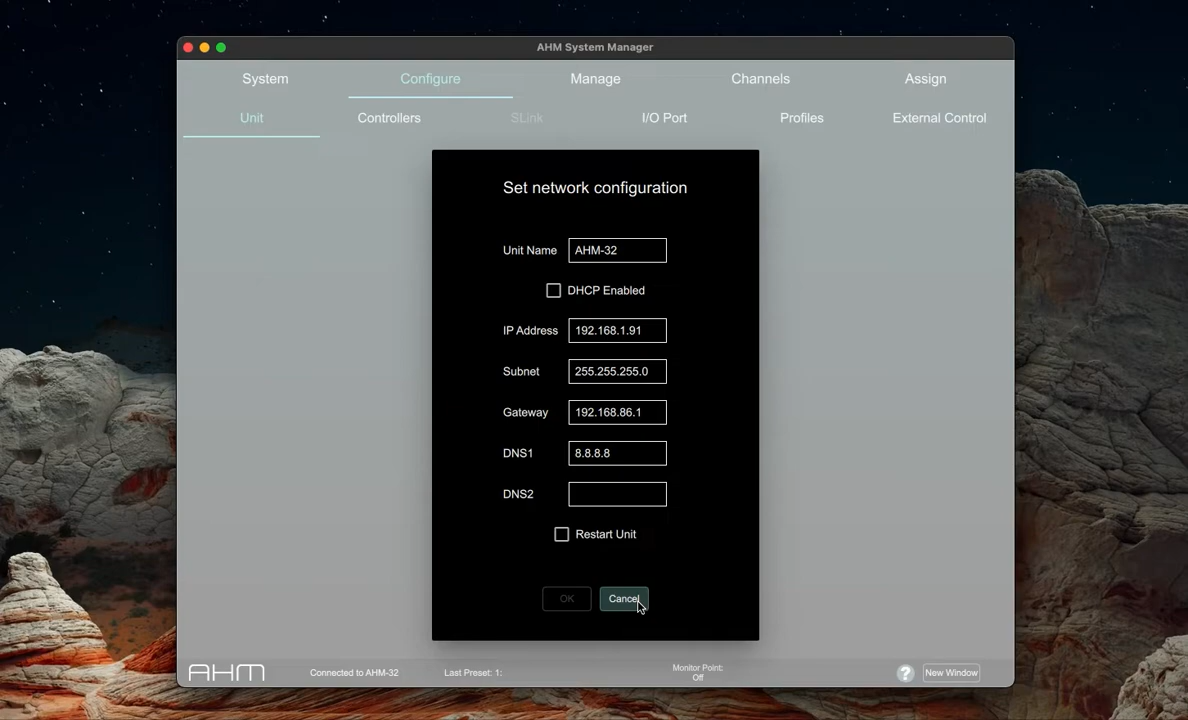 AHM System Manager
System Configure Manage Channels Assign
Unit Controllers SLink I/O Port Profiles External Control
Set network configuration
Unit Name AHM-32
DHCP Enabled
IP Address 192.168.1.91
Subnet 255.255.255.0
Gateway 192.168.86.1
DNS1 8.8.8.8
DNS2
Restart Unit
OK Cancel
AHM Connected to AHM-32 Last Preset: 1: Monitor Point: ? New Window
Off